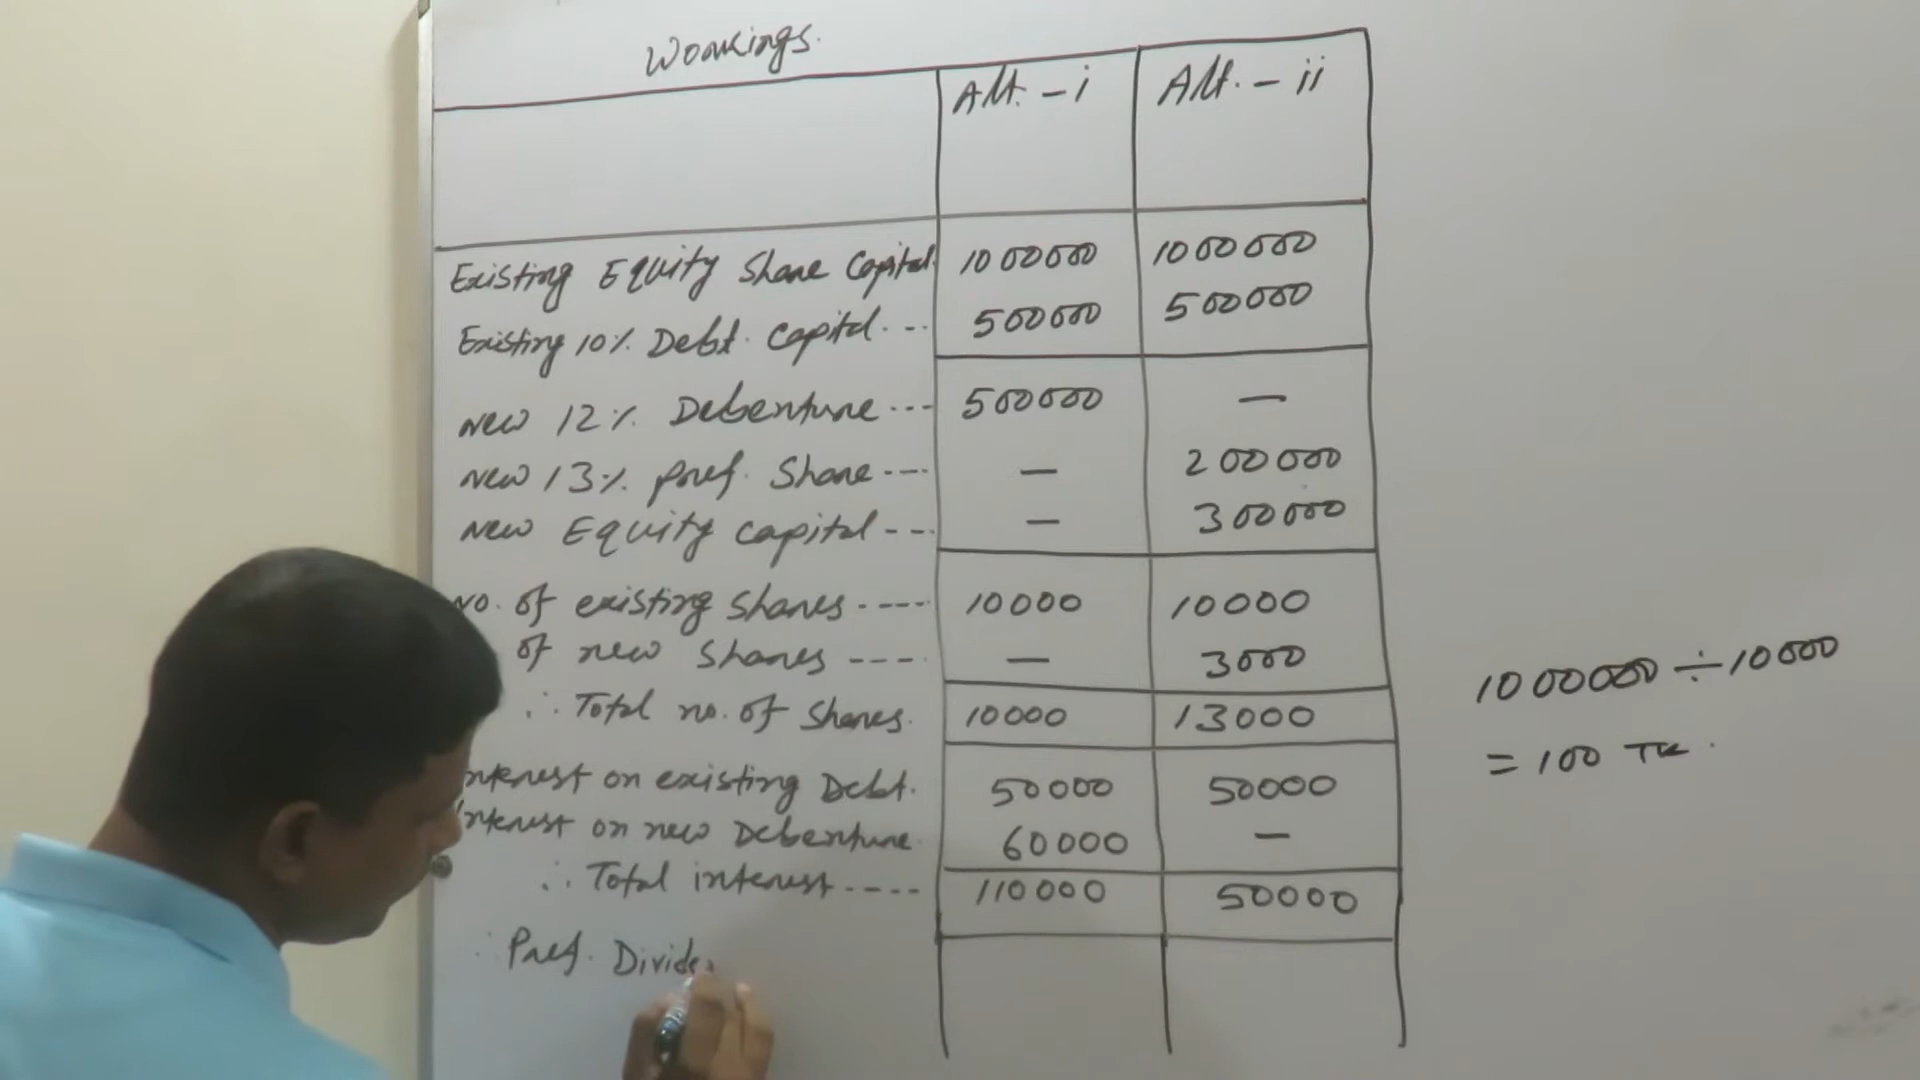 Workings.
Alt. - i Alt. - ii
Existing Equity Share Capital. 1000000 1000000
Existing 10% Debt. Capital. -- 500000 500000
New 12% Debenture --- 500000 —
New 13% Pref. Share ---- — 200000
New Equity Capital --- — 300000
No. of existing shares ---- 10000 10000
of new shares ---- — 3000
∴ Total no. of Shares. 10000 13000
1000000 ÷ 10000
= 100 TK.
Interest on existing Debt. 50000 50000
Interest on new Debenture. 60000 —
∴ Total interest ---- 110000 50000
∴ Pref. Divide